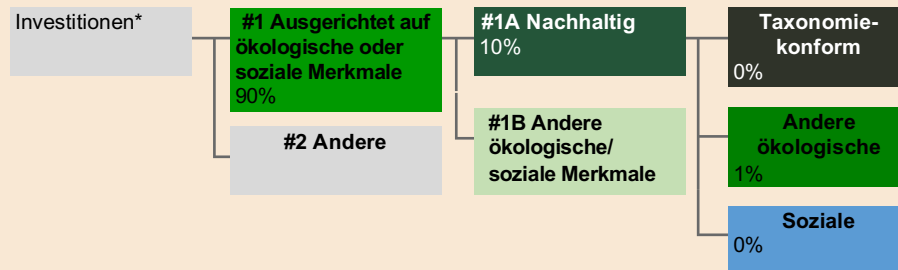 Investitionen*
#1 Ausgerichtet auf
ökologische oder
soziale Merkmale
90%
#2 Andere
#1A Nachhaltig
10%
#1B Andere
ökologische/
soziale Merkmale
Taxonomie-
konform
0%
Andere
ökologische
1%
Soziale
0%